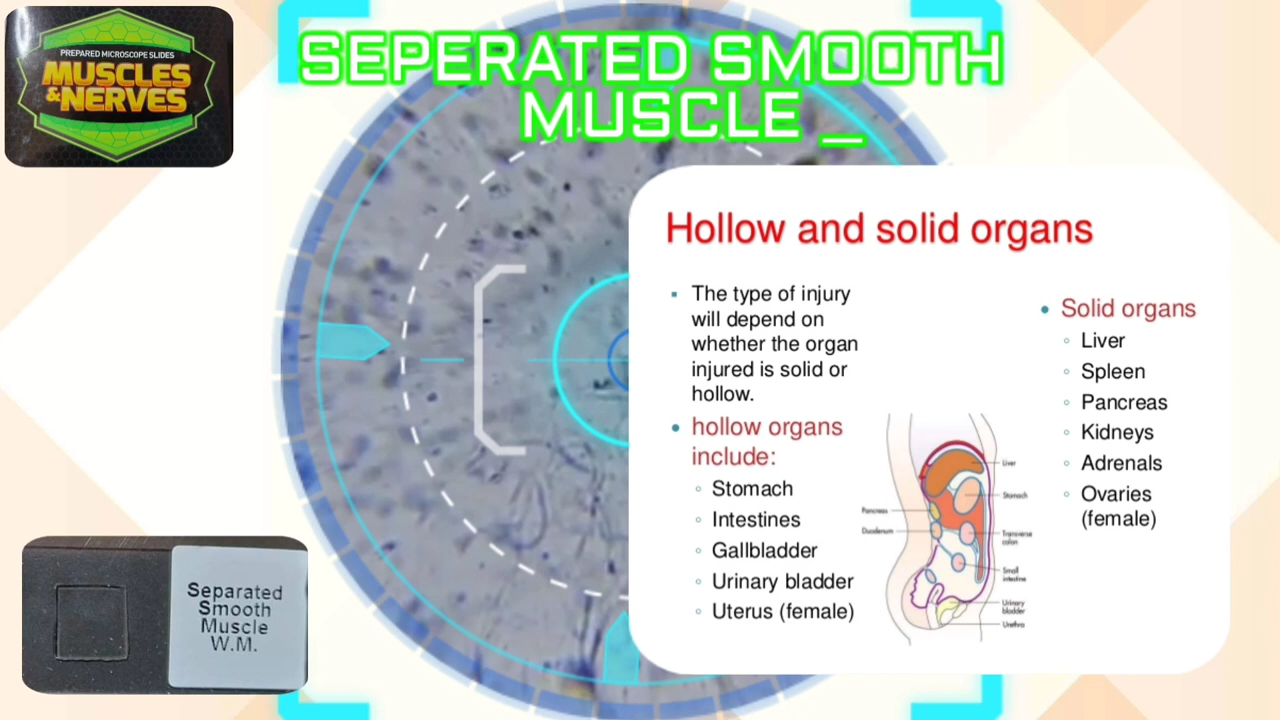 PREPARED MICROSCOPE SLIDES
MUSCLES
& NERVES
SEPERATED SMOOTH
MUSCLE _
Hollow and solid organs
The type of injury
will depend on
whether the organ
injured is solid or
hollow.
hollow organs
include:
Stomach
Intestines
Gallbladder
Urinary bladder
Uterus (female)
Solid organs
Liver
Spleen
Pancreas
Kidneys
Adrenals
Ovaries
(female)
Liver
Stomach
Pancreas
Duodenum
Transverse
colon
Small
intestine
Urinary
bladder
Urethra
Separated
Smooth
Muscle
W.M.